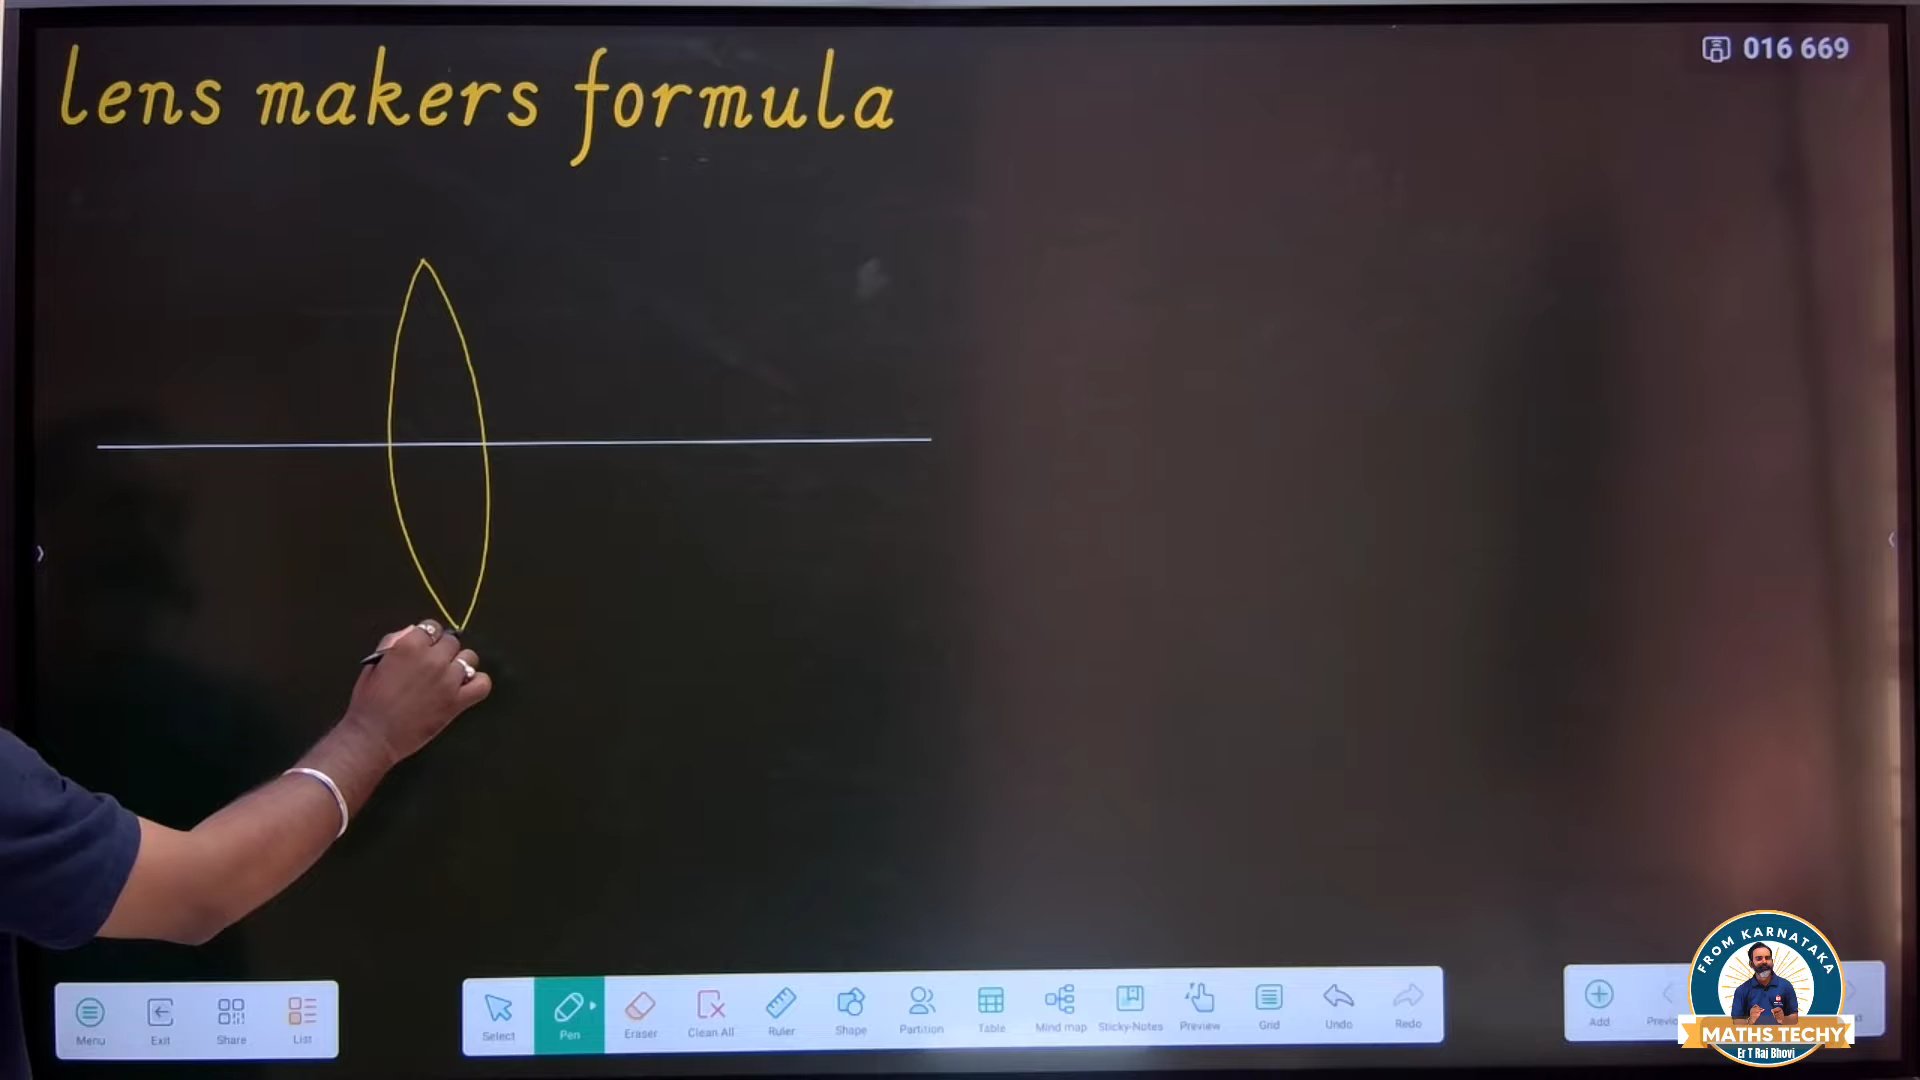 lens makers formula
016 669
Menu
Exit
Share
List
Select
Pen
Eraser
Clean All
Ruler
Shape
Partition
Table
Mind map
Sticky-Notes
Preview
Grid
Undo
Redo
Add
FROM KARNATAKA
MATHS TECHY
Er T Raj Bhovi